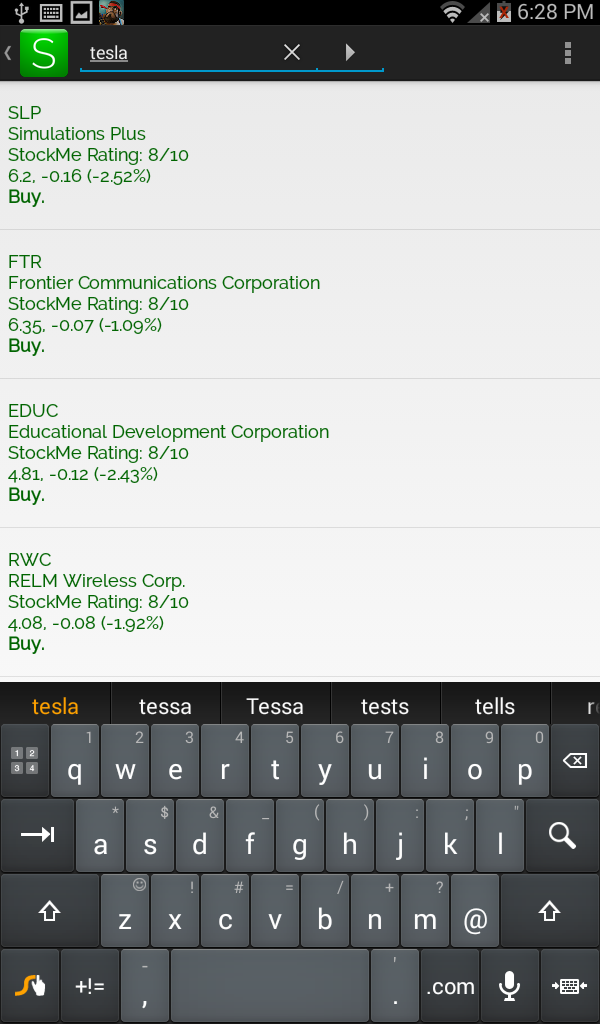 6:28 PM
S
tesla
SLP
Simulations Plus
StockMe Rating: 8/10
6.2, -0.16 (-2.52%)
Buy.
FTR
Frontier Communications Corporation
StockMe Rating: 8/10
6.35, -0.07 (-1.09%)
Buy.
EDUC
Educational Development Corporation
StockMe Rating: 8/10
4.81, -0.12 (-2.43%)
Buy.
RWC
RELM Wireless Corp.
StockMe Rating: 8/10
4.08, -0.08 (-1.92%)
Buy.
tesla tessa Tessa tests tells
1 2 1 2 3 4 5 6 7 8 9 0
3 4 q w e r t y u i o p
* $ & _ ( ) : ; "
a s d f g h j k l
! # = / + ?
z x c v b n m @
- '
+!= , . .com